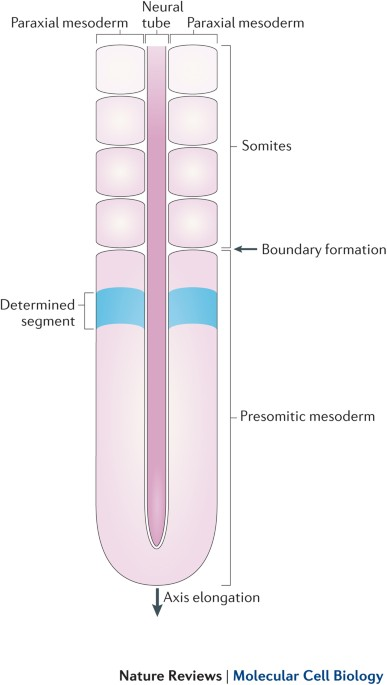 Neural
Paraxial mesoderm tube Paraxial mesoderm
Somites
Boundary formation
Determined
segment
Presomitic mesoderm
Axis elongation
Nature Reviews | Molecular Cell Biology